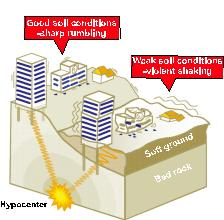 Good soil conditions
-sharp rumbling
Weak soil conditions
-violent shaking
Soft ground
Bed rock
Hypocenter